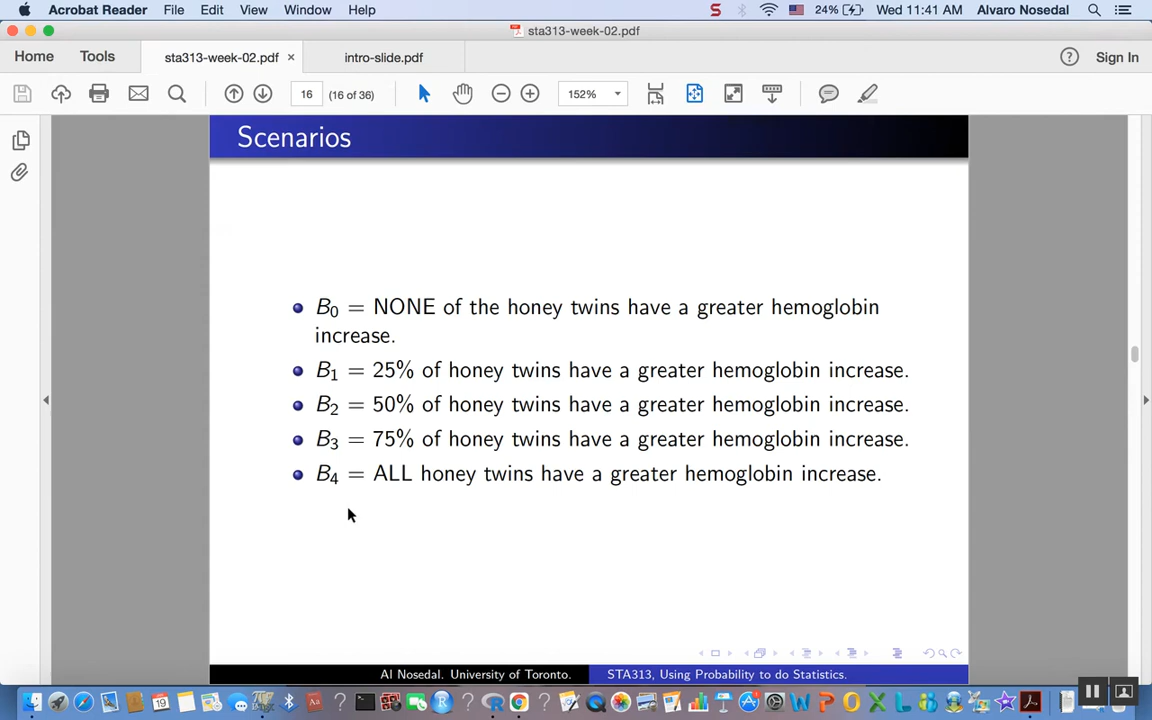 Acrobat Reader File Edit View Window Help 24% Wed 11:41 AM Alvaro Nosedal
sta313-week-02.pdf
Home Tools sta313-week-02.pdf × intro-slide.pdf Sign In
16 (16 of 36) 152%
Scenarios
B0 = NONE of the honey twins have a greater hemoglobin
increase.
B1 = 25% of honey twins have a greater hemoglobin increase.
B2 = 50% of honey twins have a greater hemoglobin increase.
B3 = 75% of honey twins have a greater hemoglobin increase.
B4 = ALL honey twins have a greater hemoglobin increase.
Al Nosedal. University of Toronto. STA313, Using Probability to do Statistics.